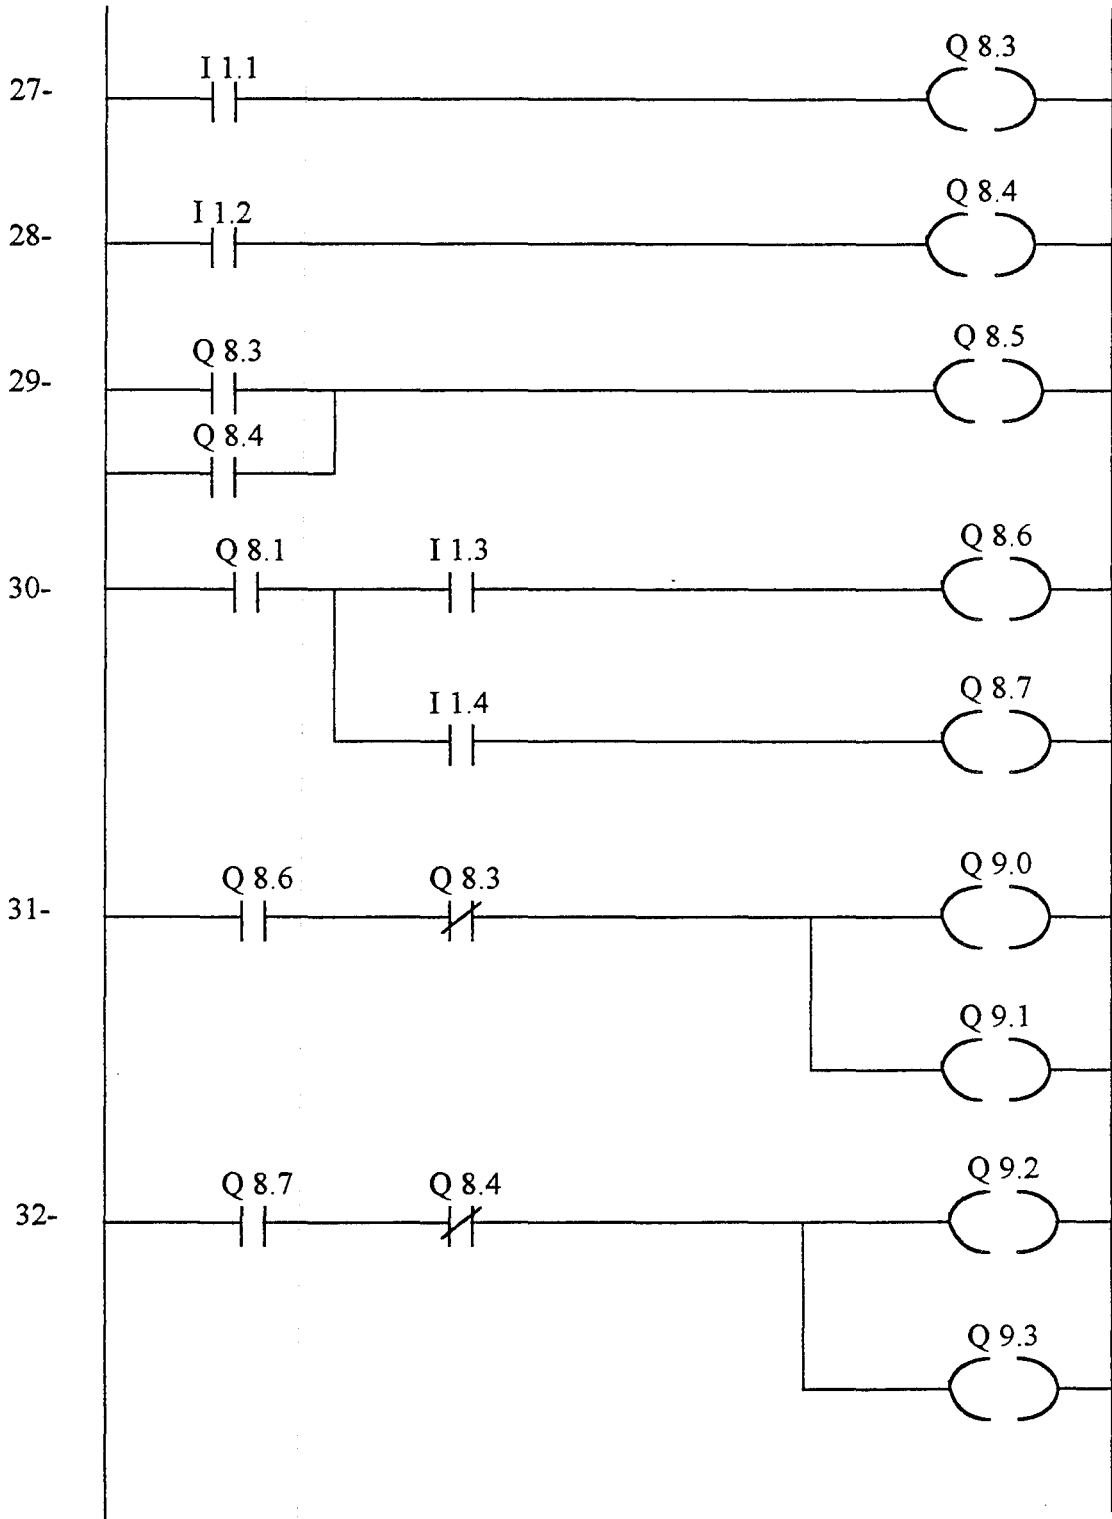 27- I 1.1 Q 8.3
28- I 1.2 Q 8.4
29- Q 8.3 Q 8.5
Q 8.4
30- Q 8.1 I 1.3 Q 8.6
I 1.4 Q 8.7
31- Q 8.6 Q 8.3 Q 9.0
Q 9.1
32- Q 8.7 Q 8.4 Q 9.2
Q 9.3